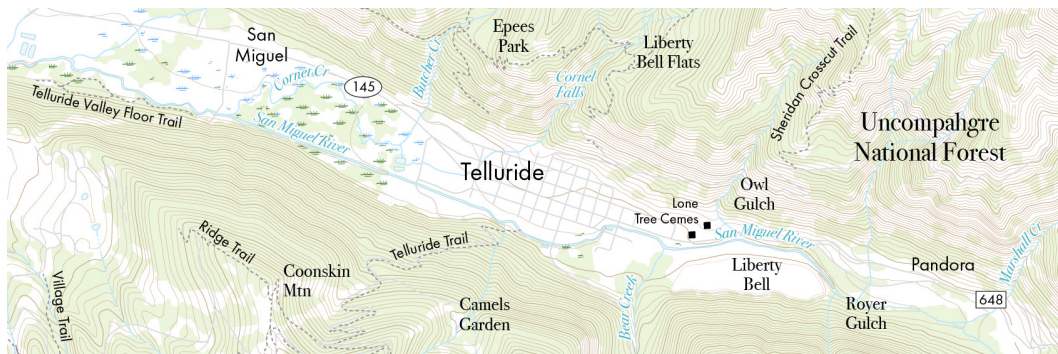 San
Miguel
Epees
Park
Liberty
Bell Flats
Butcher Cr
Cornet Cr
145
Cornel
Falls
Sheridan Crosscut Trail
Telluride Valley Floor Trail
San Miguel River
Uncompahgre
National Forest
Telluride
Owl
Gulch
Lone
Tree Cemes
San Miguel River
Ridge Trail
Telluride Trail
Marshall Cr
Pandora
Liberty
Bell
Coonskin
Mtn
Village Trail
Bear Creek
Camels
Garden
Royer
Gulch
648